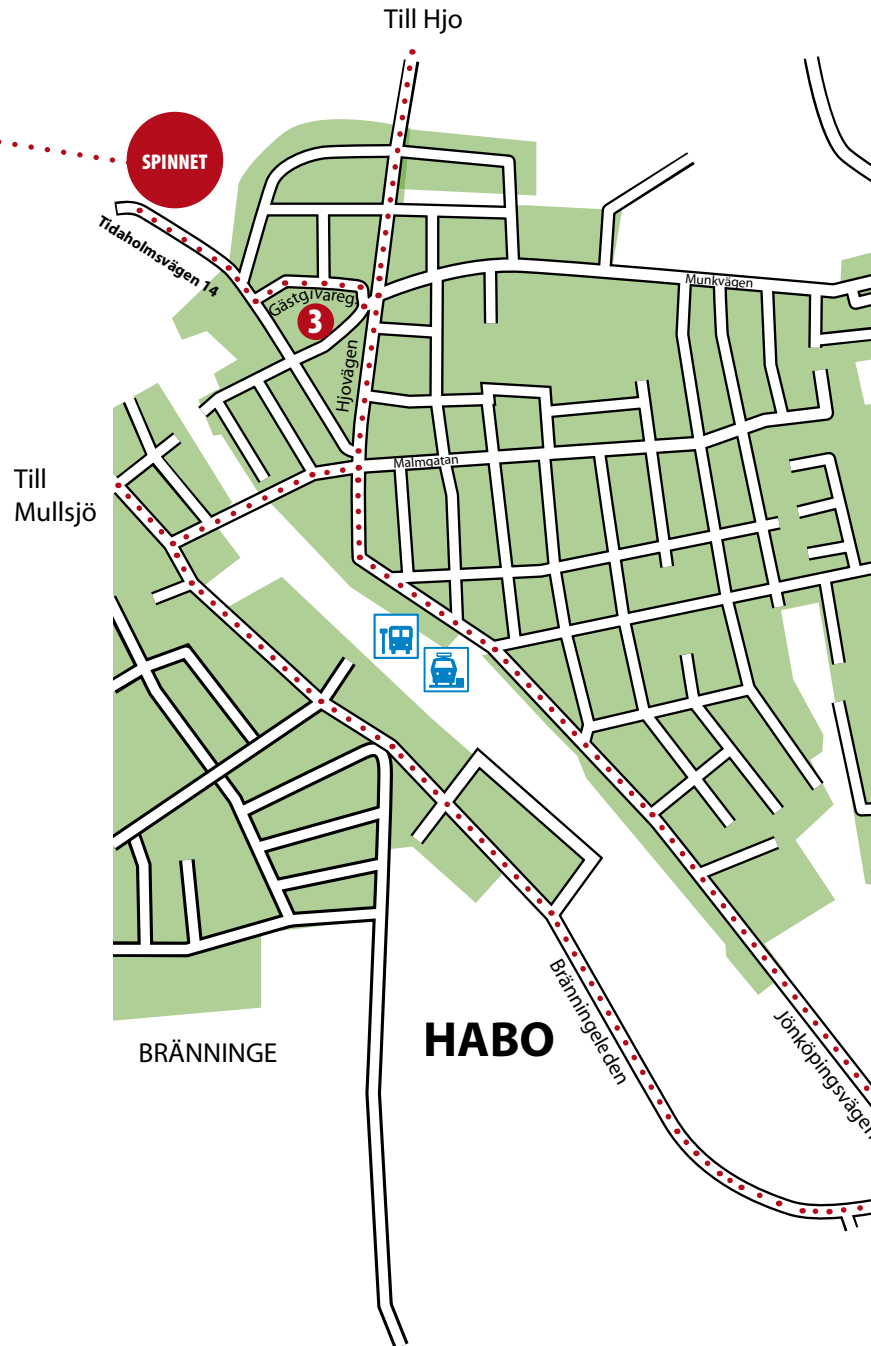 Till Hjo
SPINNET
Tidaholmsvägen 14
Munkvägen
Gästgivareg.
3
Hjovägen
Malmgatan
Till
Mullsjö
Bränningeleden
HABO
BRÄNNINGE
Jönköpingsvägen